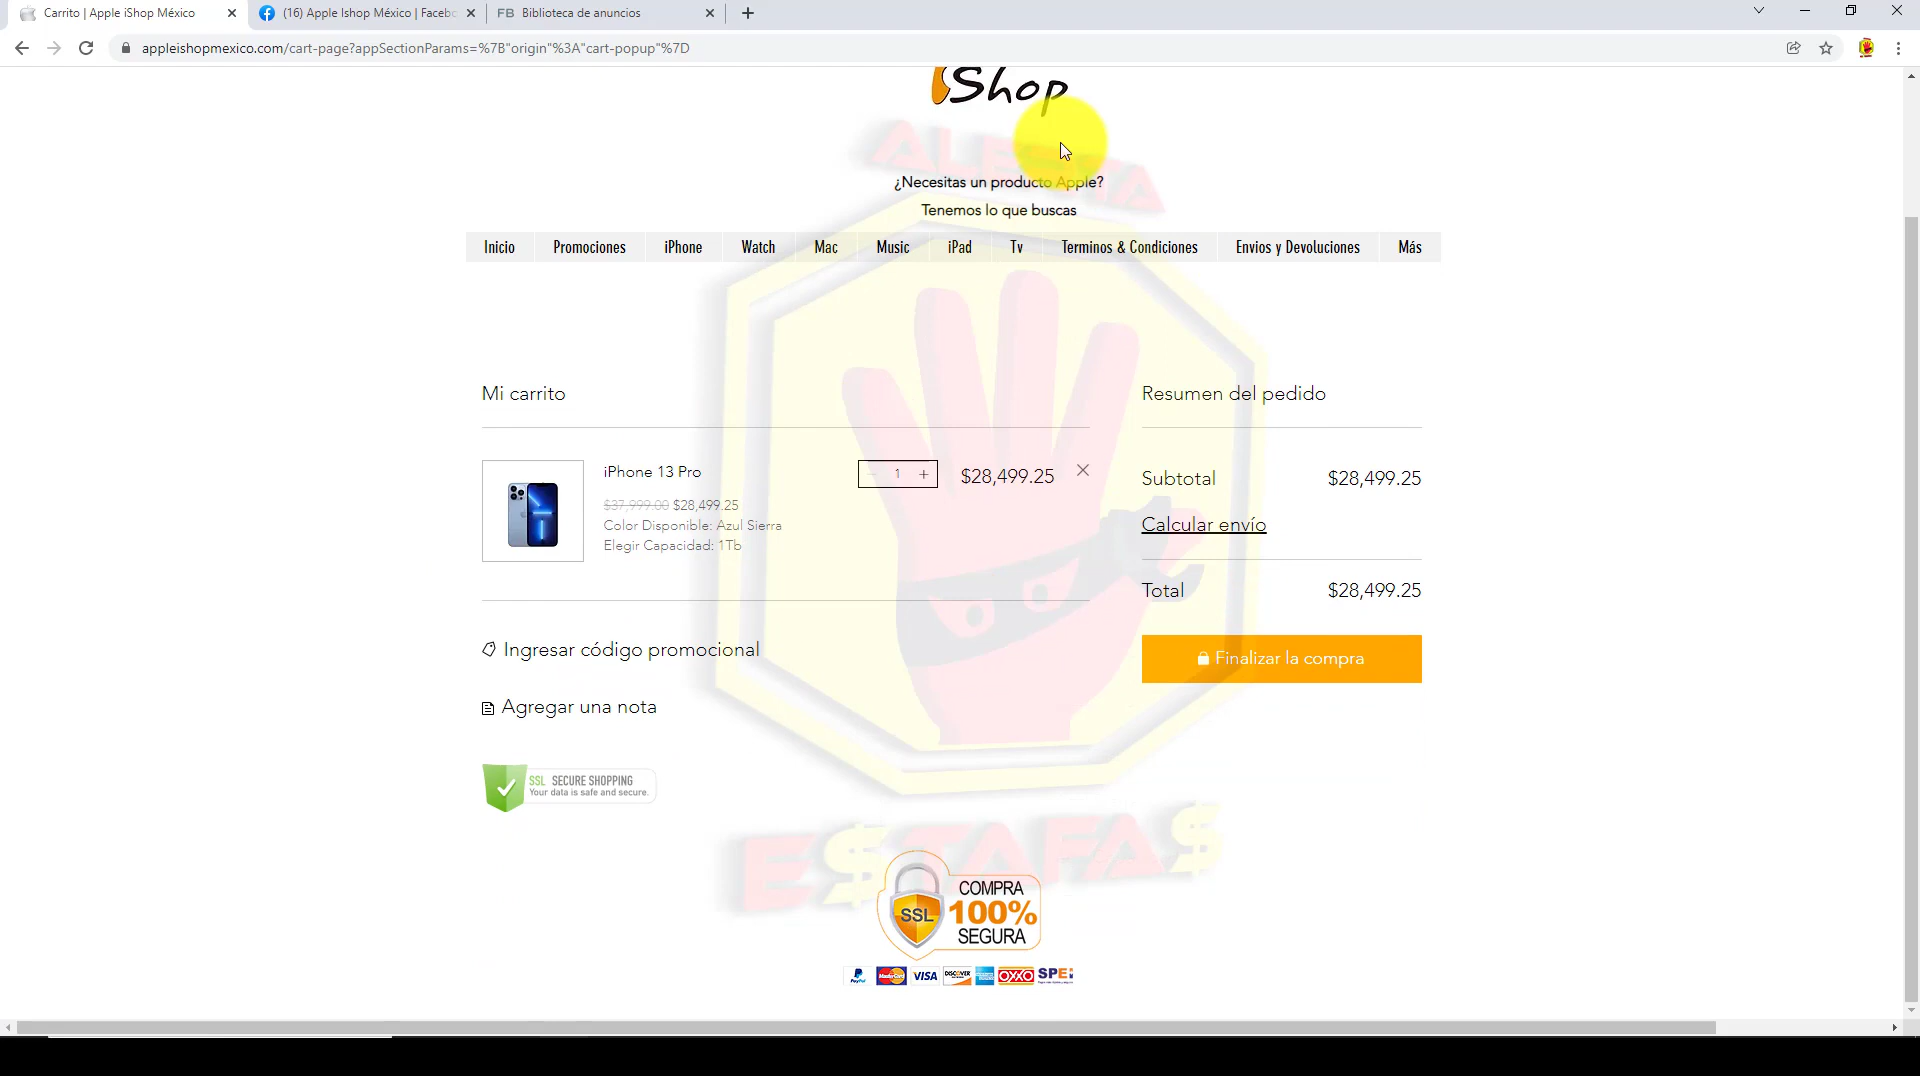 Carrito | Apple iShop México
(16) Apple Ishop México | Facebo
FB Biblioteca de anuncios
appleishopmexico.com/cart-page?appSectionParams=%7B"origin"%3A"cart-popup"%7D
iShop
ALERTA
¿Necesitas un producto Apple?
Tenemos lo que buscas
Inicio Promociones iPhone Watch Mac Music iPad Tv Terminos & Condiciones Envios y Devoluciones Más
Mi carrito
Resumen del pedido
iPhone 13 Pro
1
$28,499.25
$37,999.00 $28,499.25
Color Disponible: Azul Sierra
Elegir Capacidad: 1Tb
Subtotal $28,499.25
Calcular envío
Total $28,499.25
Finalizar la compra
Ingresar código promocional
Agregar una nota
SSL SECURE SHOPPING
Your data is safe and secure.
E$TAFA$
SSL
COMPRA
100%
SEGURA
PayPal MasterCard VISA DISCOVER OXXO SPEI